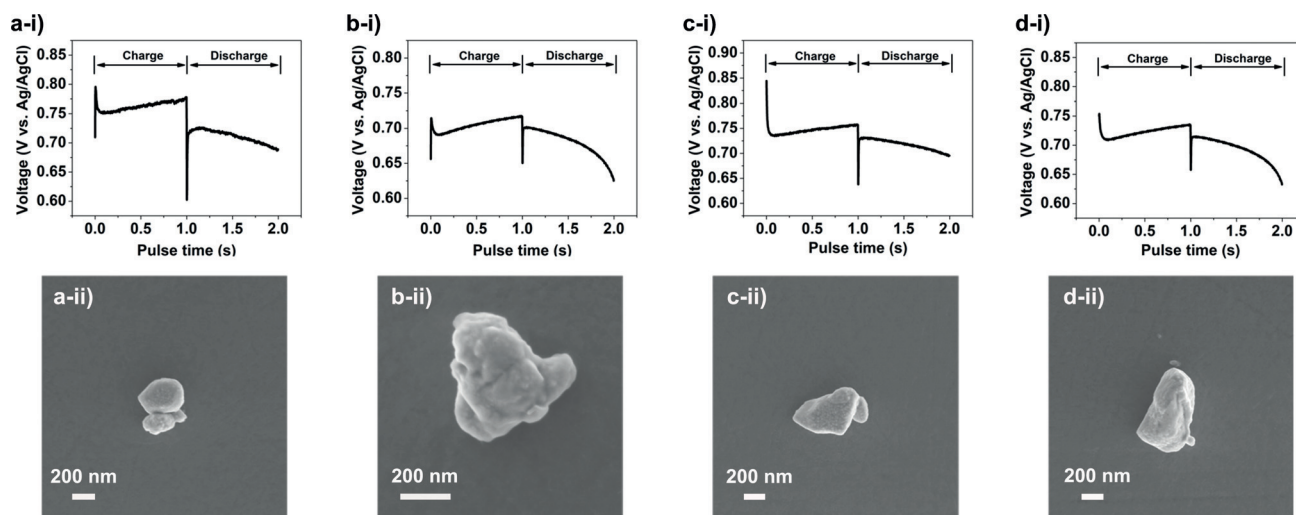 a-i)
Charge Discharge
Voltage (V vs. Ag/AgCl)
0.85
0.80
0.75
0.70
0.65
0.60
0.0 0.5 1.0 1.5 2.0
Pulse time (s)
b-i)
Charge Discharge
Voltage (V vs. Ag/AgCl)
0.80
0.75
0.70
0.65
0.60
0.0 0.5 1.0 1.5 2.0
Pulse time (s)
c-i)
Charge Discharge
Voltage (V vs. Ag/AgCl)
0.90
0.85
0.80
0.75
0.70
0.65
0.60
0.0 0.5 1.0 1.5 2.0
Pulse time (s)
d-i)
Charge Discharge
Voltage (V vs. Ag/AgCl)
0.85
0.80
0.75
0.70
0.65
0.60
0.0 0.5 1.0 1.5 2.0
Pulse time (s)
a-ii)
200 nm
b-ii)
200 nm
c-ii)
200 nm
d-ii)
200 nm